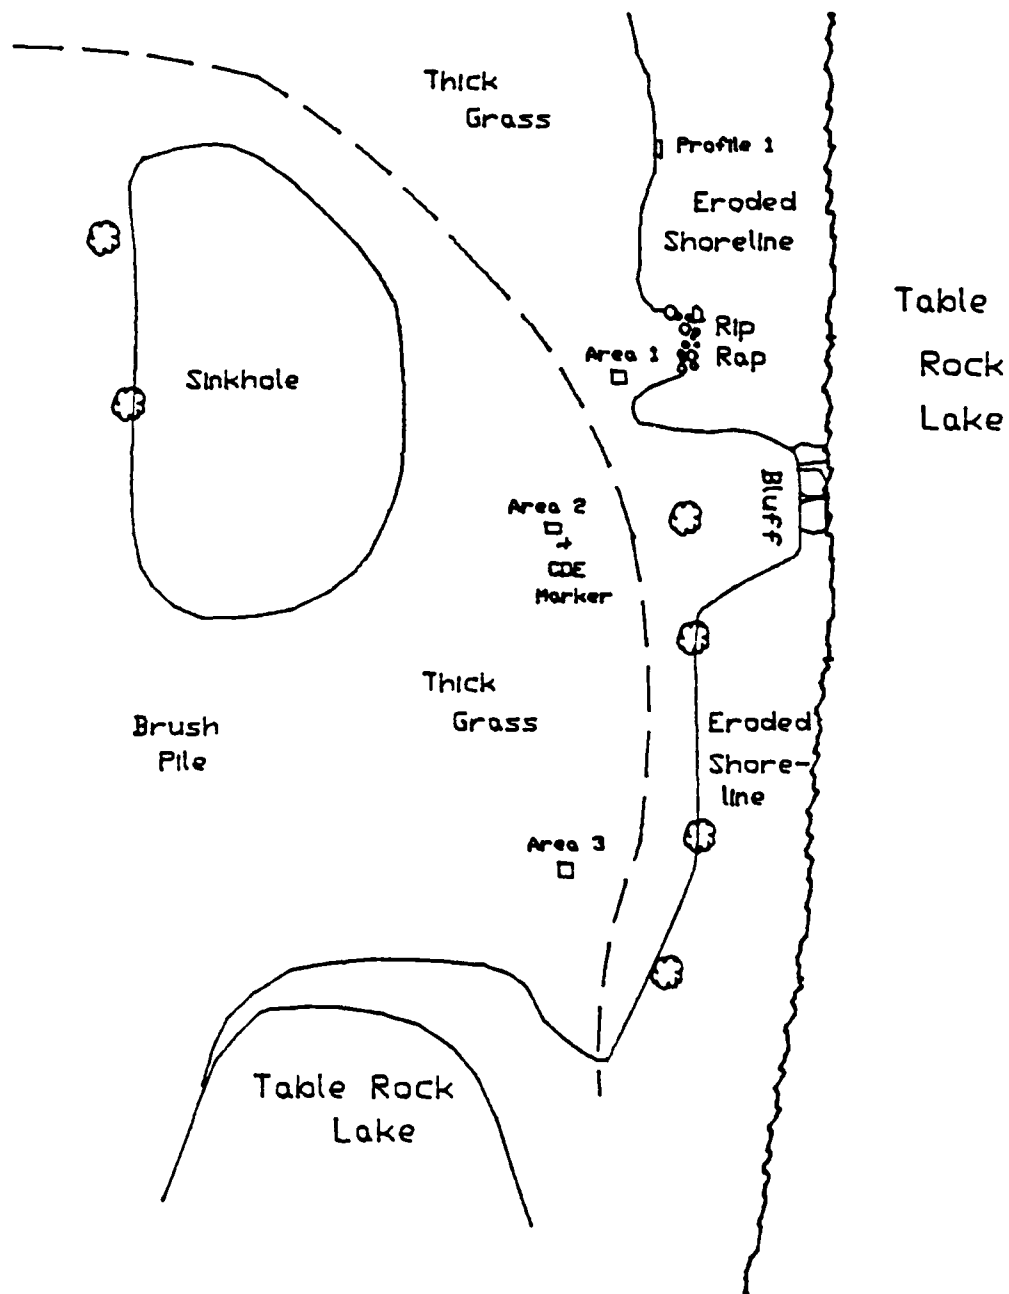 Thick
Grass
Profile 1
Eroded
Shoreline
Table
Rock
Lake
Rip
Rap
Area 1
Sinkhole
Bluff
Area 2
COE
Marker
Thick
Grass
Brush
Pile
Eroded
Shore-
line
Area 3
Table Rock
Lake